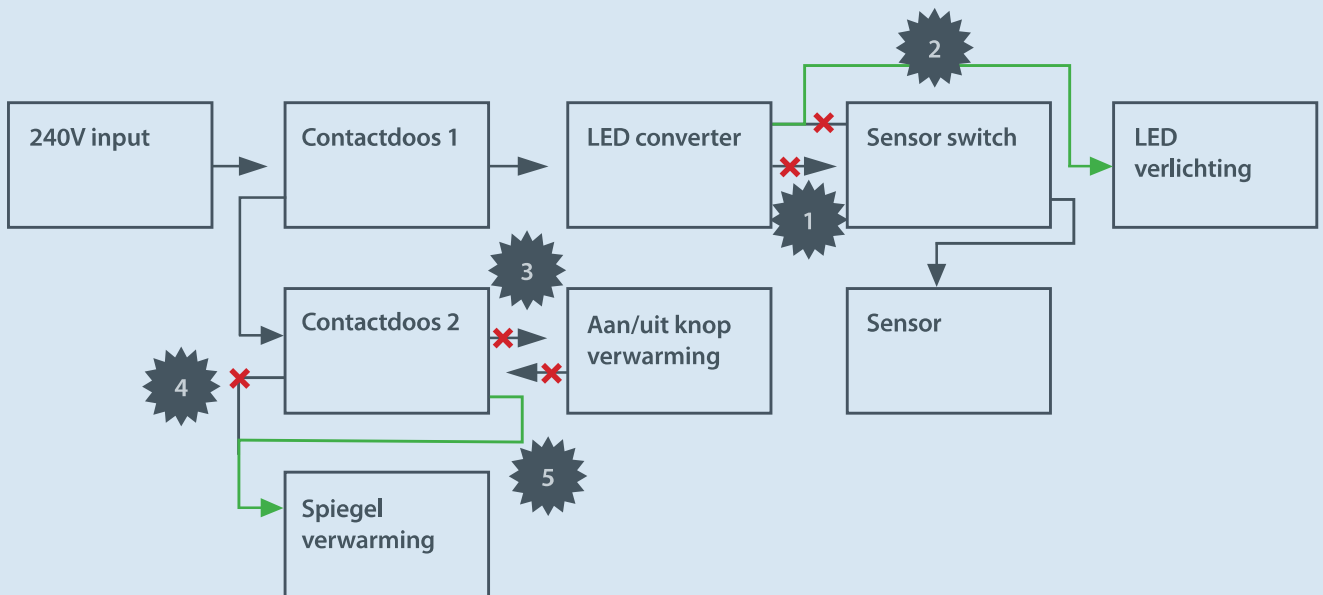 2
240V input
Contactdoos 1
LED converter
Sensor switch
LED
verlichting
1
3
Contactdoos 2
Aan/uit knop
verwarming
Sensor
4
5
Spiegel
verwarming